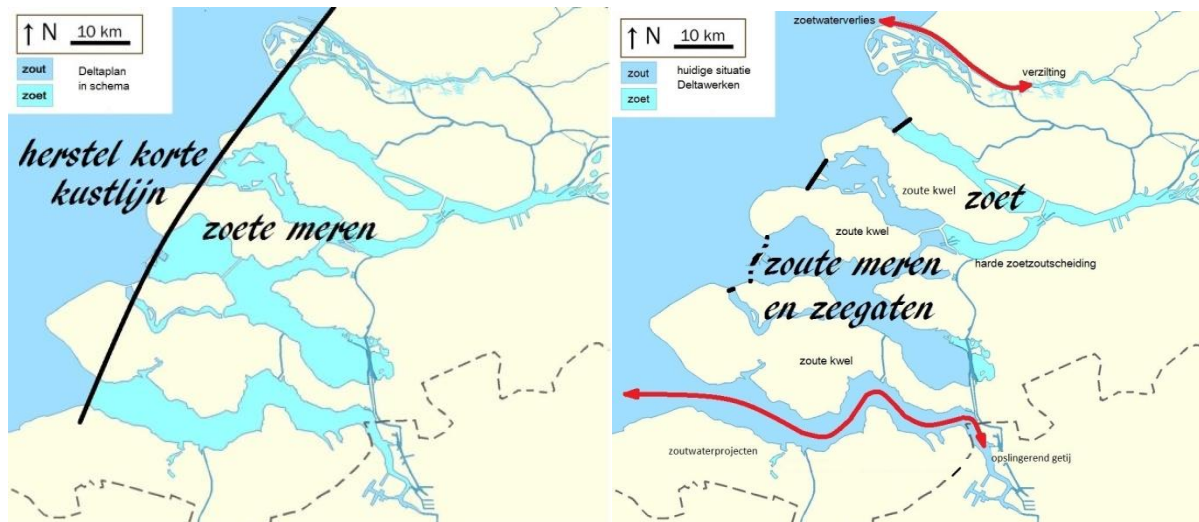 ↑ N 10 km
zout
zoet
Deltaplan
in schema
herstel korte
kustlijn
zoete meren
↑ N 10 km
zout
zoet
huidige situatie
Deltawerken
zoetwaterverlies
verzilting
zoute kwel
zoet
zoute kwel
harde zoetzoutscheiding
zoute meren
en zeegaten
zoute kwel
zoutwaterprojecten
opslingerend getij